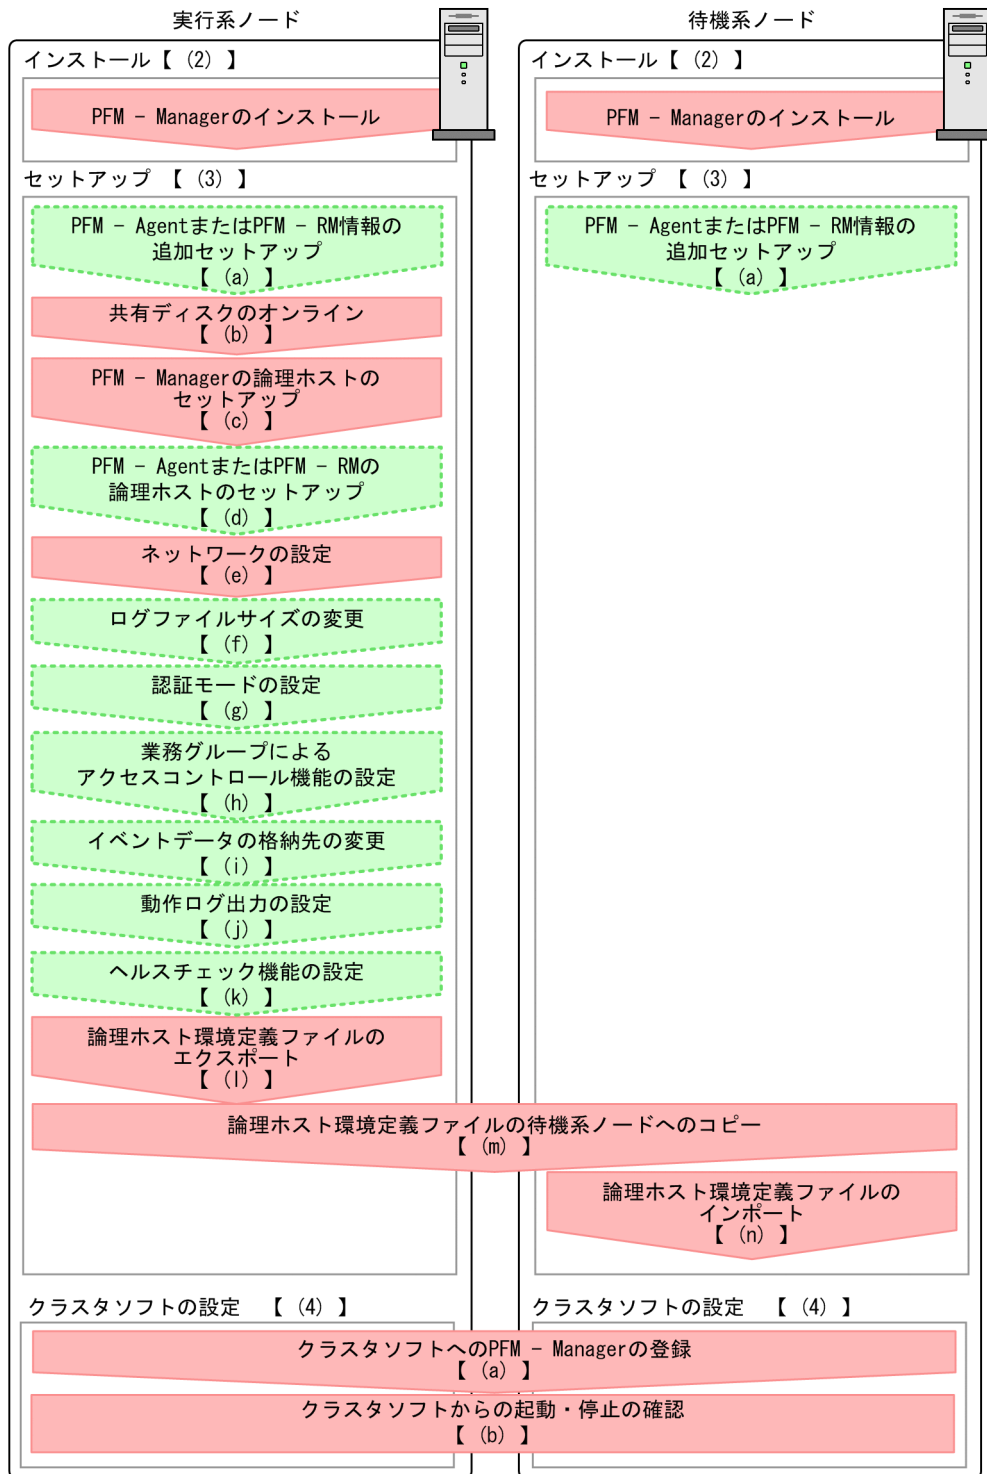 実行系ノード
待機系ノード
インストール【 (2) 】
PFM - Managerのインストール
インストール【 (2) 】
PFM - Managerのインストール
セットアップ 【 (3) 】
PFM - AgentまたはPFM - RM情報の
追加セットアップ
【 (a) 】
共有ディスクのオンライン
【 (b) 】
PFM - Managerの論理ホストの
セットアップ
【 (c) 】
PFM - AgentまたはPFM - RMの
論理ホストのセットアップ
【 (d) 】
ネットワークの設定
【 (e) 】
ログファイルサイズの変更
【 (f) 】
認証モードの設定
【 (g) 】
業務グループによる
アクセスコントロール機能の設定
【 (h) 】
イベントデータの格納先の変更
【 (i) 】
動作ログ出力の設定
【 (j) 】
ヘルスチェック機能の設定
【 (k) 】
論理ホスト環境定義ファイルの
エクスポート
【 (l) 】
セットアップ 【 (3) 】
PFM - AgentまたはPFM - RM情報の
追加セットアップ
【 (a) 】
論理ホスト環境定義ファイルの待機系ノードへのコピー
【 (m) 】
論理ホスト環境定義ファイルの
インポート
【 (n) 】
クラスタソフトの設定 【 (4) 】
クラスタソフトの設定 【 (4) 】
クラスタソフトへのPFM - Managerの登録
【 (a) 】
クラスタソフトからの起動・停止の確認
【 (b) 】